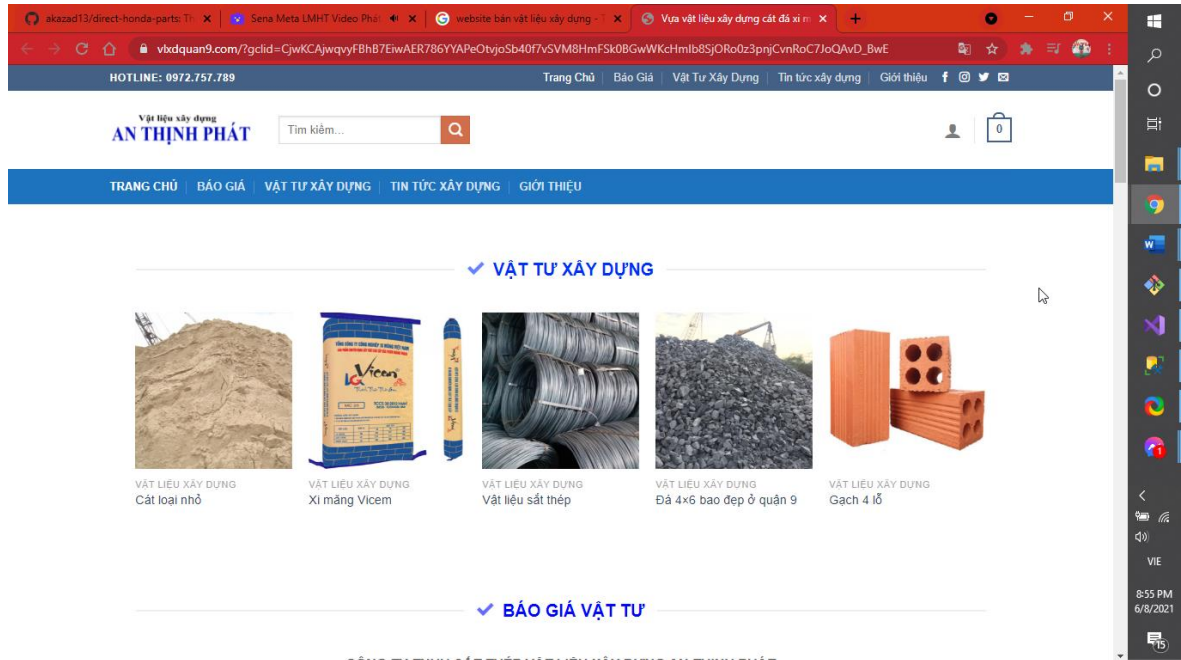 akazad13/direct-honda-parts: Th
Sena Meta LMHT Video Phát
website bán vật liệu xây dựng - T
Vựa vật liệu xây dựng cát đá xi m
vlxdquan9.com/?gclid=CjwKCAjwqvyFBhB7EiwAER786YYAPeOtvjoSb40f7vSVM8HmFSk0BGwWKcHmIb8SjORo0z3pnjCvnRoC7JoQAvD_BwE
HOTLINE: 0972.757.789
Trang Chủ Báo Giá Vật Tư Xây Dựng Tin tức xây dựng Giới thiệu
Vật liệu xây dựng
AN THỊNH PHÁT
Tìm kiếm...
0
TRANG CHỦ BÁO GIÁ VẬT TƯ XÂY DỰNG TIN TỨC XÂY DỰNG GIỚI THIỆU
VẬT TƯ XÂY DỰNG
Vicem
VẬT LIỆU XÂY DỰNG VẬT LIỆU XÂY DỰNG VẬT LIỆU XÂY DỰNG VẬT LIỆU XÂY DỰNG VẬT LIỆU XÂY DỰNG
Cát loại nhỏ Xi măng Vicem Vật liệu sắt thép Đá 4×6 bao đẹp ở quận 9 Gạch 4 lỗ
BÁO GIÁ VẬT TƯ
VIE
8:55 PM
6/8/2021
15